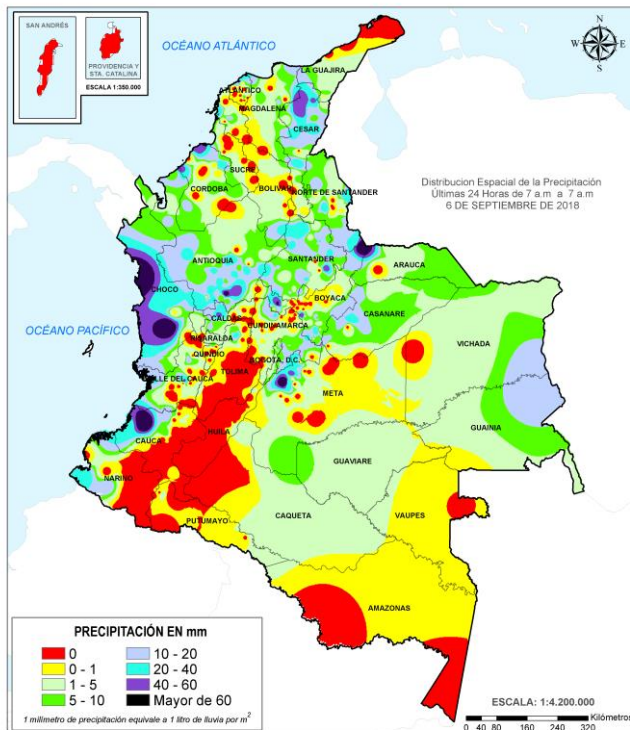 SAN ANDRÉS
PROVIDENCIA Y
STA. CATALINA
ESCALA 1:350.000
OCÉANO ATLÁNTICO
N
W E
S
LA GUAJIRA
ATLÁNTICO
MAGDALENA
CESAR
SUCRE
CORDOBA
BOLIVAR
NORTE DE SANTANDER
Distribucion Espacial de la Precipitación
Últimas 24 Horas de 7 a.m a 7 a.m
6 DE SEPTIEMBRE DE 2018
ANTIOQUIA
SANTANDER
ARAUCA
CHOCO
BOYACA
CASANARE
OCÉANO PACÍFICO
CALDAS
CUNDINAMARCA
RISARALDA
VICHADA
QUINDIO
BOGOTA, D.C.
TOLIMA
VALLE DEL CAUCA
META
GUAINIA
CAUCA
HUILA
GUAVIARE
NARIÑO
PUTUMAYO
CAQUETA
VAUPES
AMAZONAS
PRECIPITACIÓN EN mm
0
0 - 1
1 - 5
5 - 10
10 - 20
20 - 40
40 - 60
Mayor de 60
1 milimetro de precipitación equivale a 1 litro de lluvia por m²
ESCALA: 1:4.200.000
Kilómetros
0 40 80 160 240 320